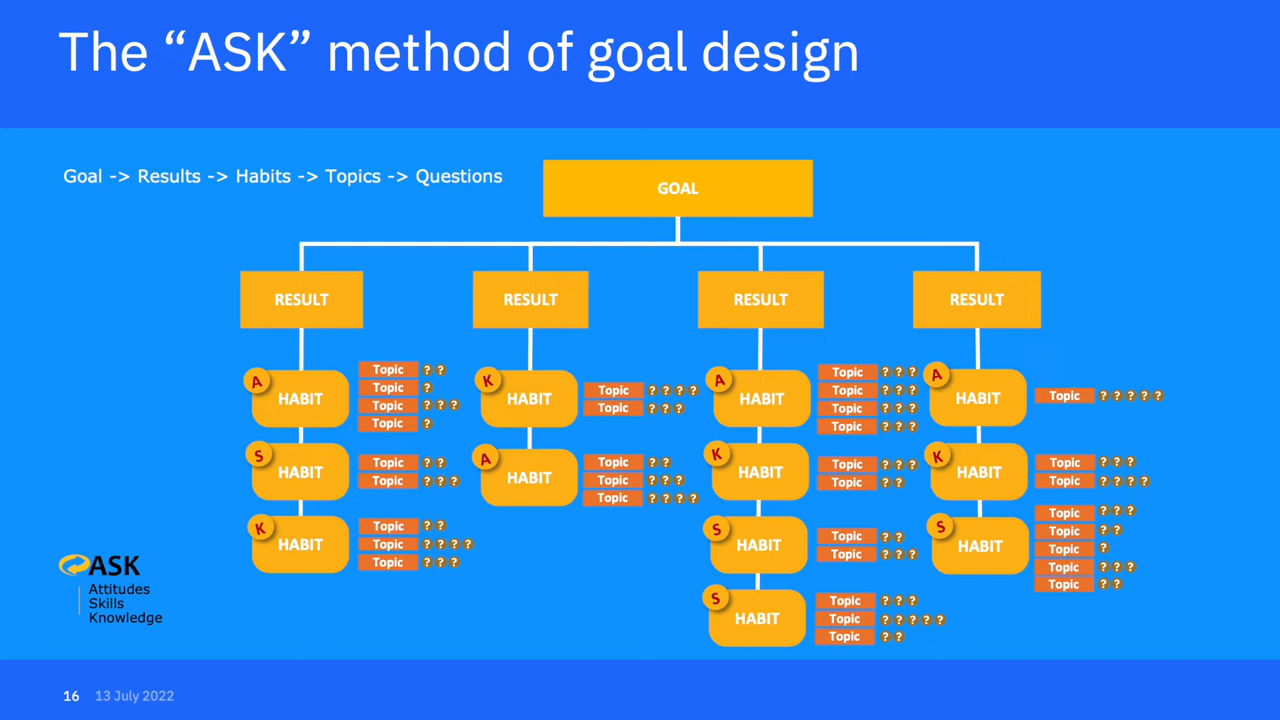 The “ASK” method of goal design
Goal -> Results -> Habits -> Topics -> Questions
GOAL
RESULT
RESULT
RESULT
RESULT
A
HABIT
Topic ? ?
Topic ?
Topic ? ? ?
Topic ?
S
HABIT
Topic ? ?
Topic ? ? ?
K
HABIT
Topic ? ?
Topic ? ? ? ?
Topic ? ? ?
K
HABIT
Topic ? ? ? ?
Topic ? ? ?
A
HABIT
Topic ? ?
Topic ? ? ?
Topic ? ? ? ?
A
HABIT
Topic ? ? ?
Topic ? ? ?
Topic ? ? ?
Topic ? ? ?
K
HABIT
Topic ? ? ?
Topic ? ?
S
HABIT
Topic ? ?
Topic ? ? ?
S
HABIT
Topic ? ? ?
Topic ? ? ? ? ?
Topic ? ?
A
HABIT
Topic ? ? ? ? ?
K
HABIT
Topic ? ? ?
Topic ? ? ? ?
S
HABIT
Topic ? ? ?
Topic ? ?
Topic ?
Topic ? ? ?
Topic ? ?
ASK
Attitudes
Skills
Knowledge
16 13 July 2022